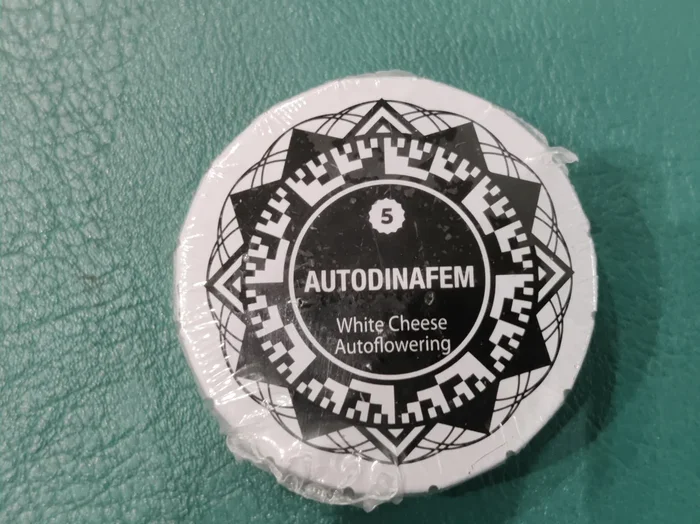 5
AUTODINAFEM
White Cheese
Autoflowering